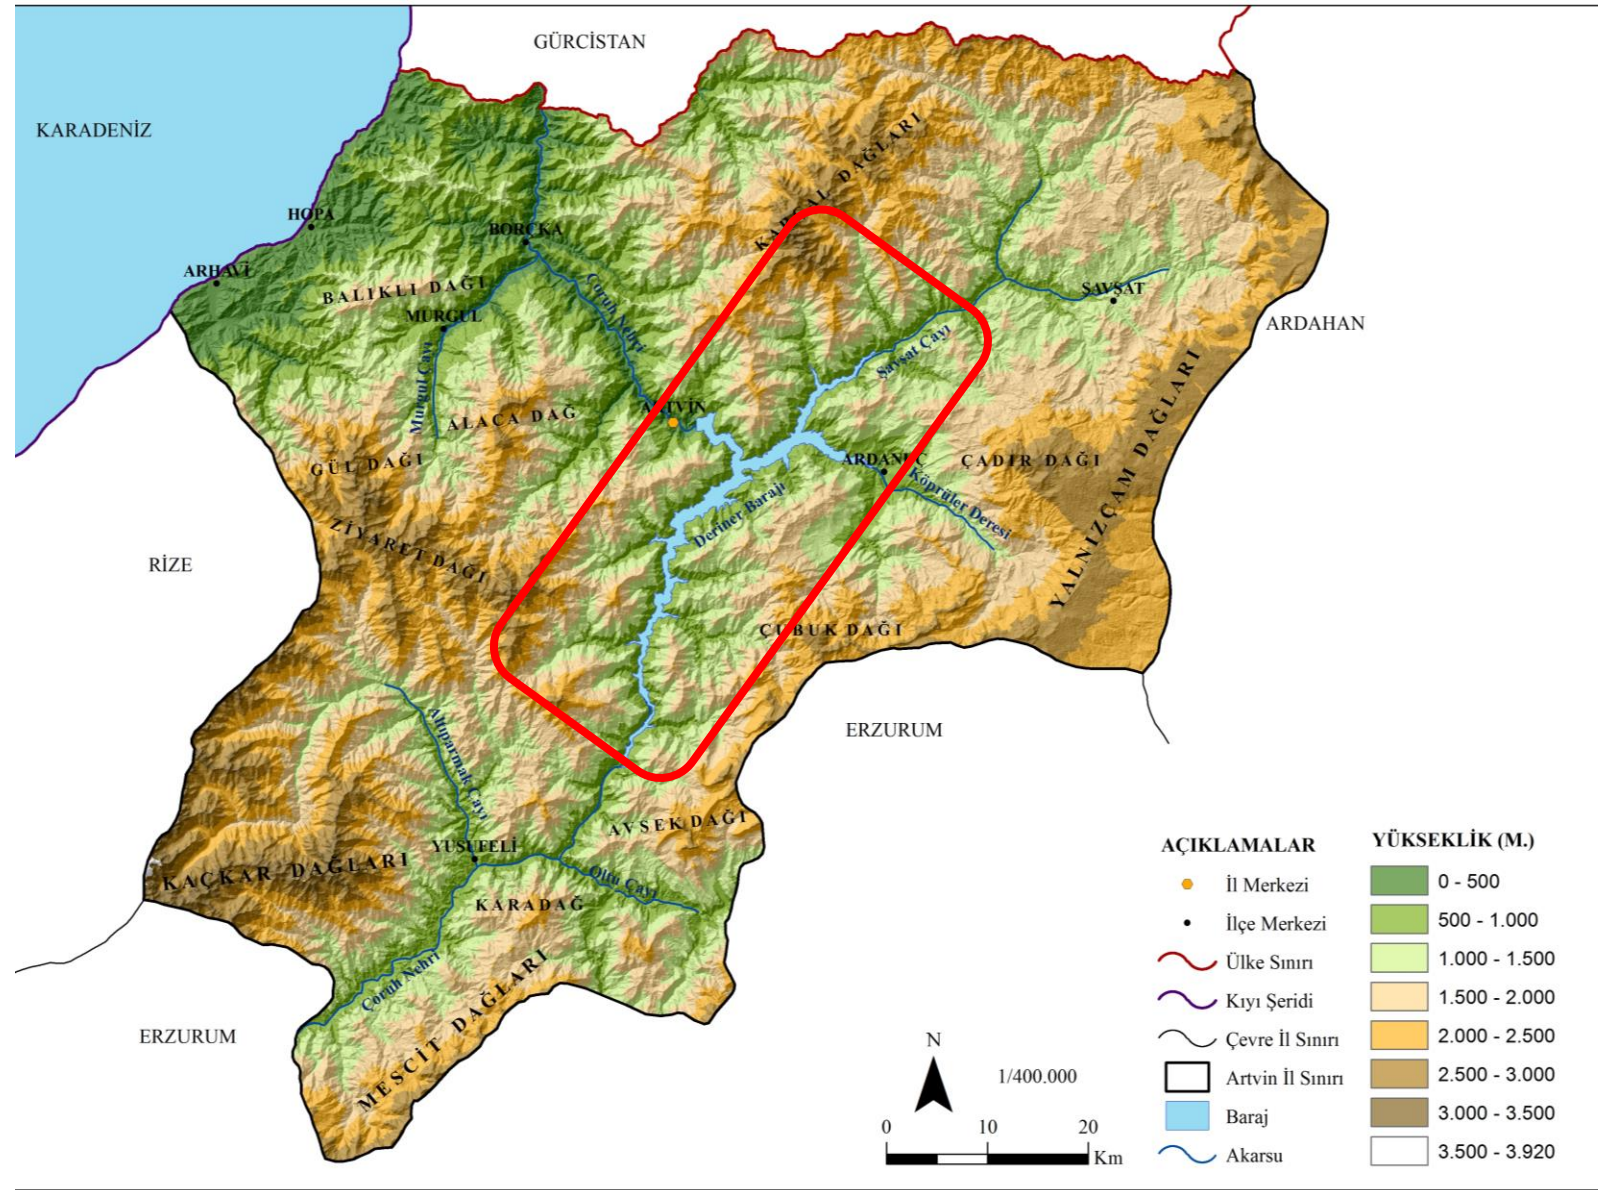 GÜRCİSTAN
KARADENİZ
KARÇAL DAĞLARI
HOPA
BORÇKA
ARHAVİ
BALIKLI DAĞI
ŞAVŞAT
MURGUL
Çoruh Nehri
ARDAHAN
Şavşat Çayı
Murgul Çayı
ALACA DAĞ
ARTVİN
GÜL DAĞI
ARDANUÇ
ÇADIR DAĞI
Köprüler Deresi
Deriner Barajı
YALNIZÇAM DAĞLARI
ZİYARET DAĞI
RİZE
ÇUBUK DAĞI
ERZURUM
Altıparmak Çayı
AVSEK DAĞI
YUSUFELİ
KAÇKAR DAĞLARI
Oltu Çayı
KARADAĞ
Çoruh Nehri
MESCİT DAĞLARI
ERZURUM
N
1/400.000
0 10 20
Km
AÇIKLAMALAR
İl Merkezi
İlçe Merkezi
Ülke Sınırı
Kıyı Şeridi
Çevre İl Sınırı
Artvin İl Sınırı
Baraj
Akarsu
YÜKSEKLİK (M.)
0 - 500
500 - 1.000
1.000 - 1.500
1.500 - 2.000
2.000 - 2.500
2.500 - 3.000
3.000 - 3.500
3.500 - 3.920